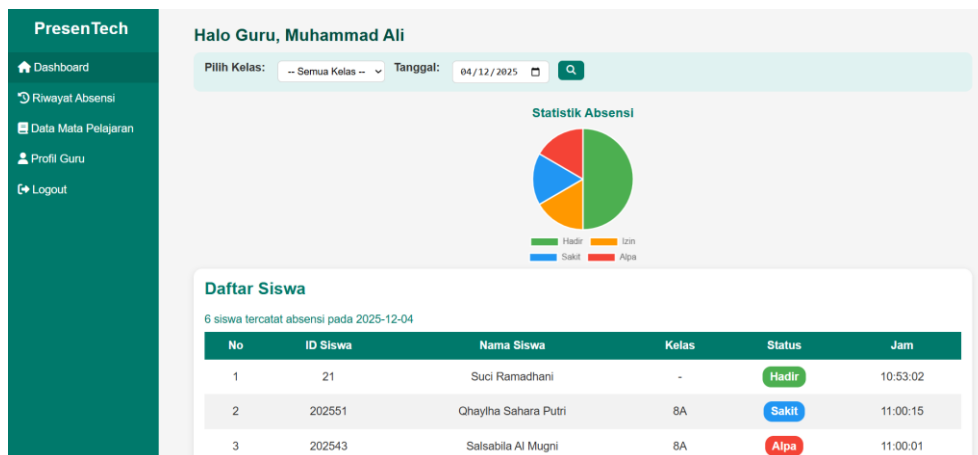 PresenTech
Dashboard
Riwayat Absensi
Data Mata Pelajaran
Profil Guru
Logout
Halo Guru, Muhammad Ali
Pilih Kelas: -- Semua Kelas -- Tanggal: 04/12/2025
Statistik Absensi
Hadir Izin
Sakit Alpa
Daftar Siswa
6 siswa tercatat absensi pada 2025-12-04
No ID Siswa Nama Siswa Kelas Status Jam
1 21 Suci Ramadhani - Hadir 10:53:02
2 202551 Qhaylha Sahara Putri 8A Sakit 11:00:15
3 202543 Salsabila Al Mugni 8A Alpa 11:00:01